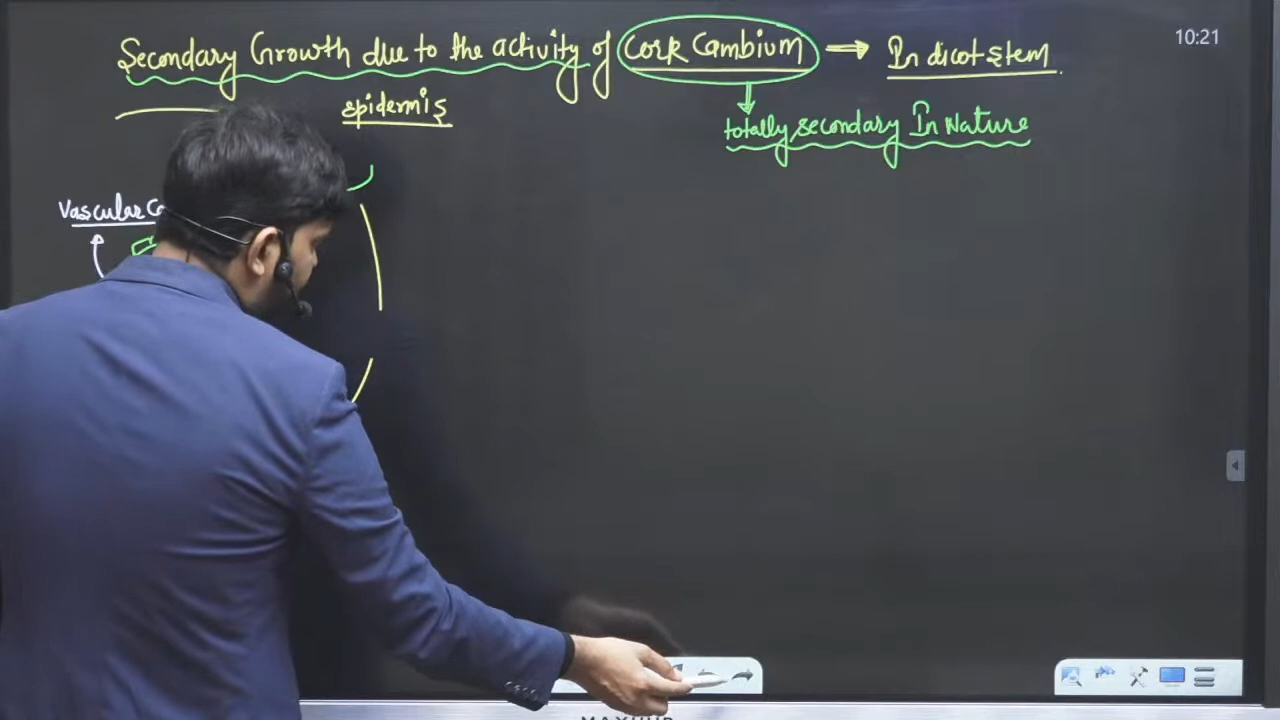 Secondary Growth due to the activity of Cork Cambium → In dicot stem
10:21
epidermis
totally secondary In Nature
Vascular